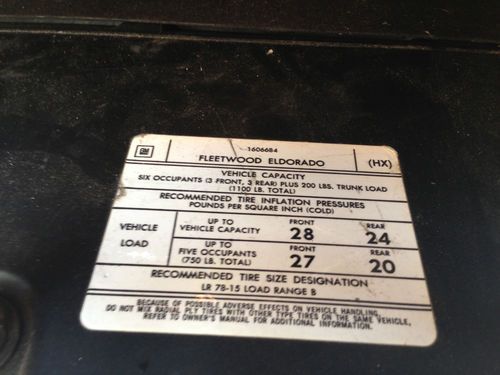 GM
1606684
FLEETWOOD ELDORADO (HX)
VEHICLE CAPACITY
SIX OCCUPANTS (3 FRONT, 3 REAR) PLUS 200 LBS. TRUNK LOAD
(1100 LB. TOTAL)
RECOMMENDED TIRE INFLATION PRESSURES
POUNDS PER SQUARE INCH (COLD)
VEHICLE LOAD
UP TO VEHICLE CAPACITY
FRONT 28
REAR 24
UP TO FIVE OCCUPANTS (750 LB. TOTAL)
FRONT 27
REAR 20
RECOMMENDED TIRE SIZE DESIGNATION
LR 78-15 LOAD RANGE B
BECAUSE OF POSSIBLE ADVERSE EFFECTS ON VEHICLE HANDLING,
DO NOT MIX RADIAL PLY TIRES WITH OTHER TYPE TIRES ON THE SAME VEHICLE,
REFER TO OWNER'S MANUAL FOR ADDITIONAL INFORMATION.